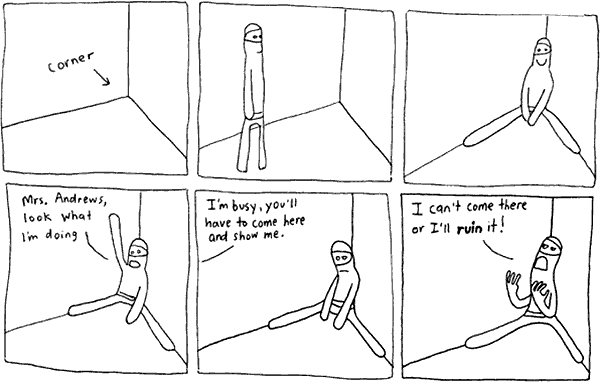 corner
Mrs. Andrews,
look what
I'm doing
I'm busy, you'll
have to come here
and show me.
I can't come there
or I'll ruin it!